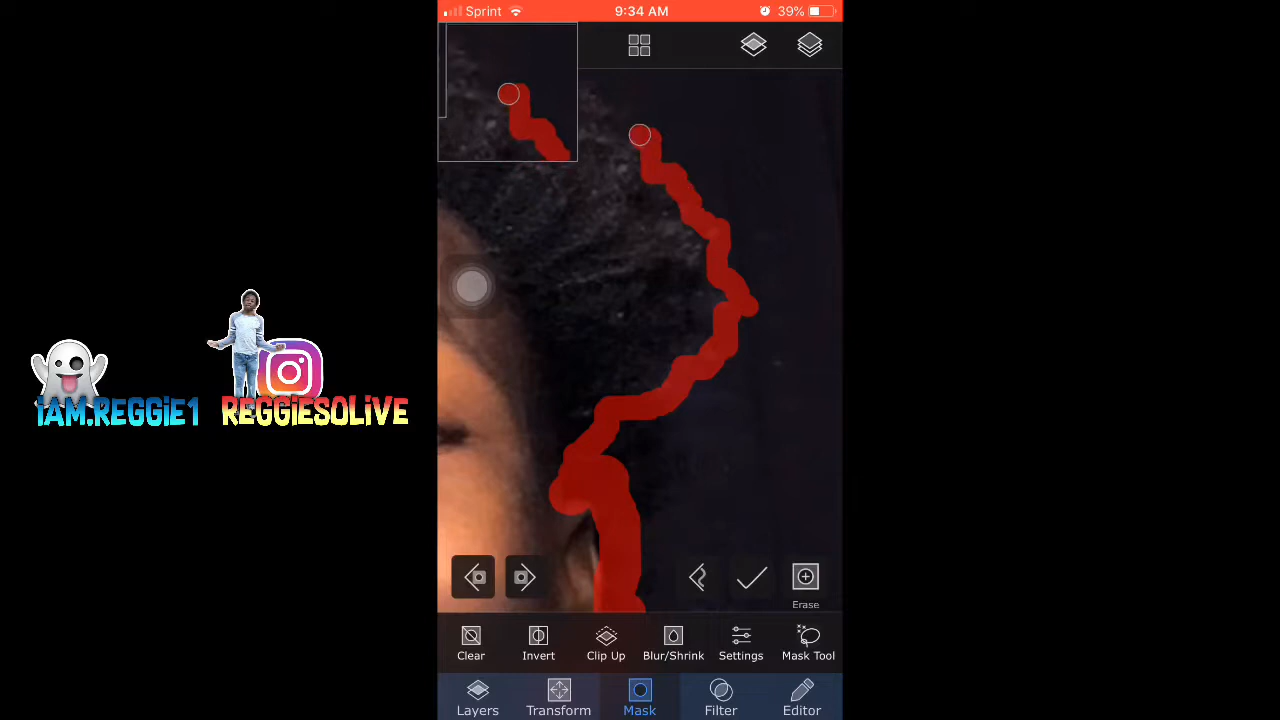 Sprint 9:34 AM 39%
iAM.REGGiE1 REGGiESOLiVE
Erase
Clear Invert Clip Up Blur/Shrink Settings Mask Tool
Layers Transform Mask Filter Editor